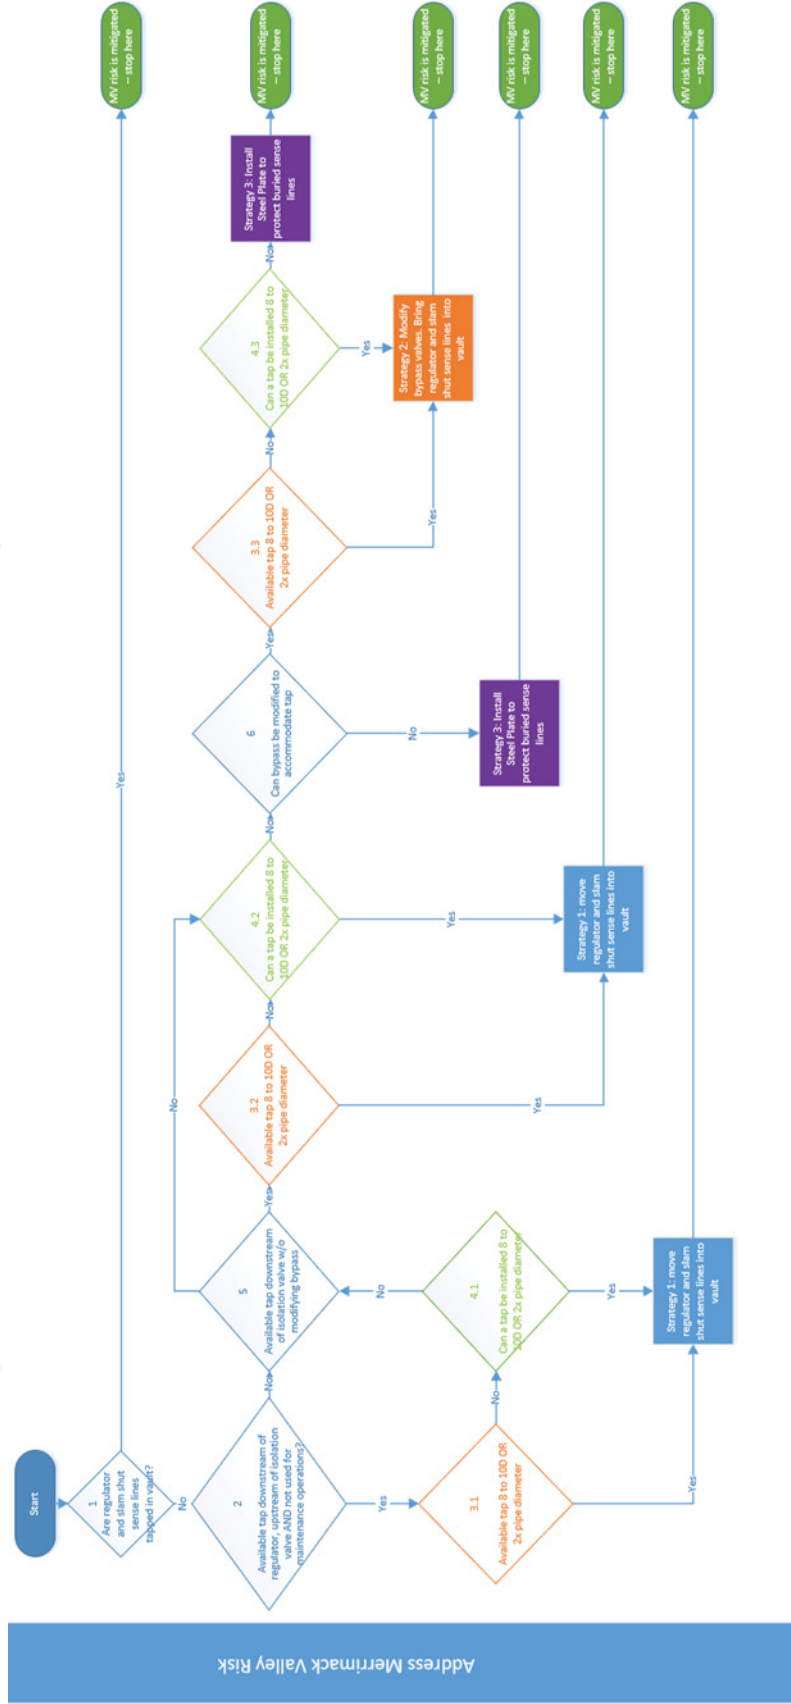 Address Merrimack Valley Risk
Start
1
Are regulator
and slam shut
sense lines
tapped in vault?
Yes
MV risk is mitigated
– stop here
No
2
Available tap downstream of
regulator, upstream of isolation
valve AND not used for
maintenance operations?
No
5
Available tap downstream
of isolation valve w/o
modifying bypass
No
Yes
3.2
Available tap 8 to 10D OR
2x pipe diameter
No
4.2
Can a tap be installed 8 to
10D OR 2x pipe diameter
No
6
Can bypass be modified to
accommodate tap
Yes
3.3
Available tap 8 to 10D OR
2x pipe diameter
No
4.3
Can a tap be installed 8 to
10D OR 2x pipe diameter
No
Strategy 3: Install
Steel Plate to
protect buried sense
lines
MV risk is mitigated
– stop here
Yes
Yes
Strategy 2: Modify
bypass valves. Bring
regulator and slam
shut sense lines into
vault
MV risk is mitigated
– stop here
No
Strategy 3: Install
Steel Plate to
protect buried sense
lines
MV risk is mitigated
– stop here
Yes
Yes
Strategy 1: move
regulator and slam
shut sense lines into
vault
MV risk is mitigated
– stop here
Yes
3.1
Available tap 8 to 10D OR
2x pipe diameter
No
4.1
Can a tap be installed 8 to
10D OR 2x pipe diameter
No
Yes
Yes
Strategy 1: move
regulator and slam
shut sense lines into
vault
MV risk is mitigated
– stop here